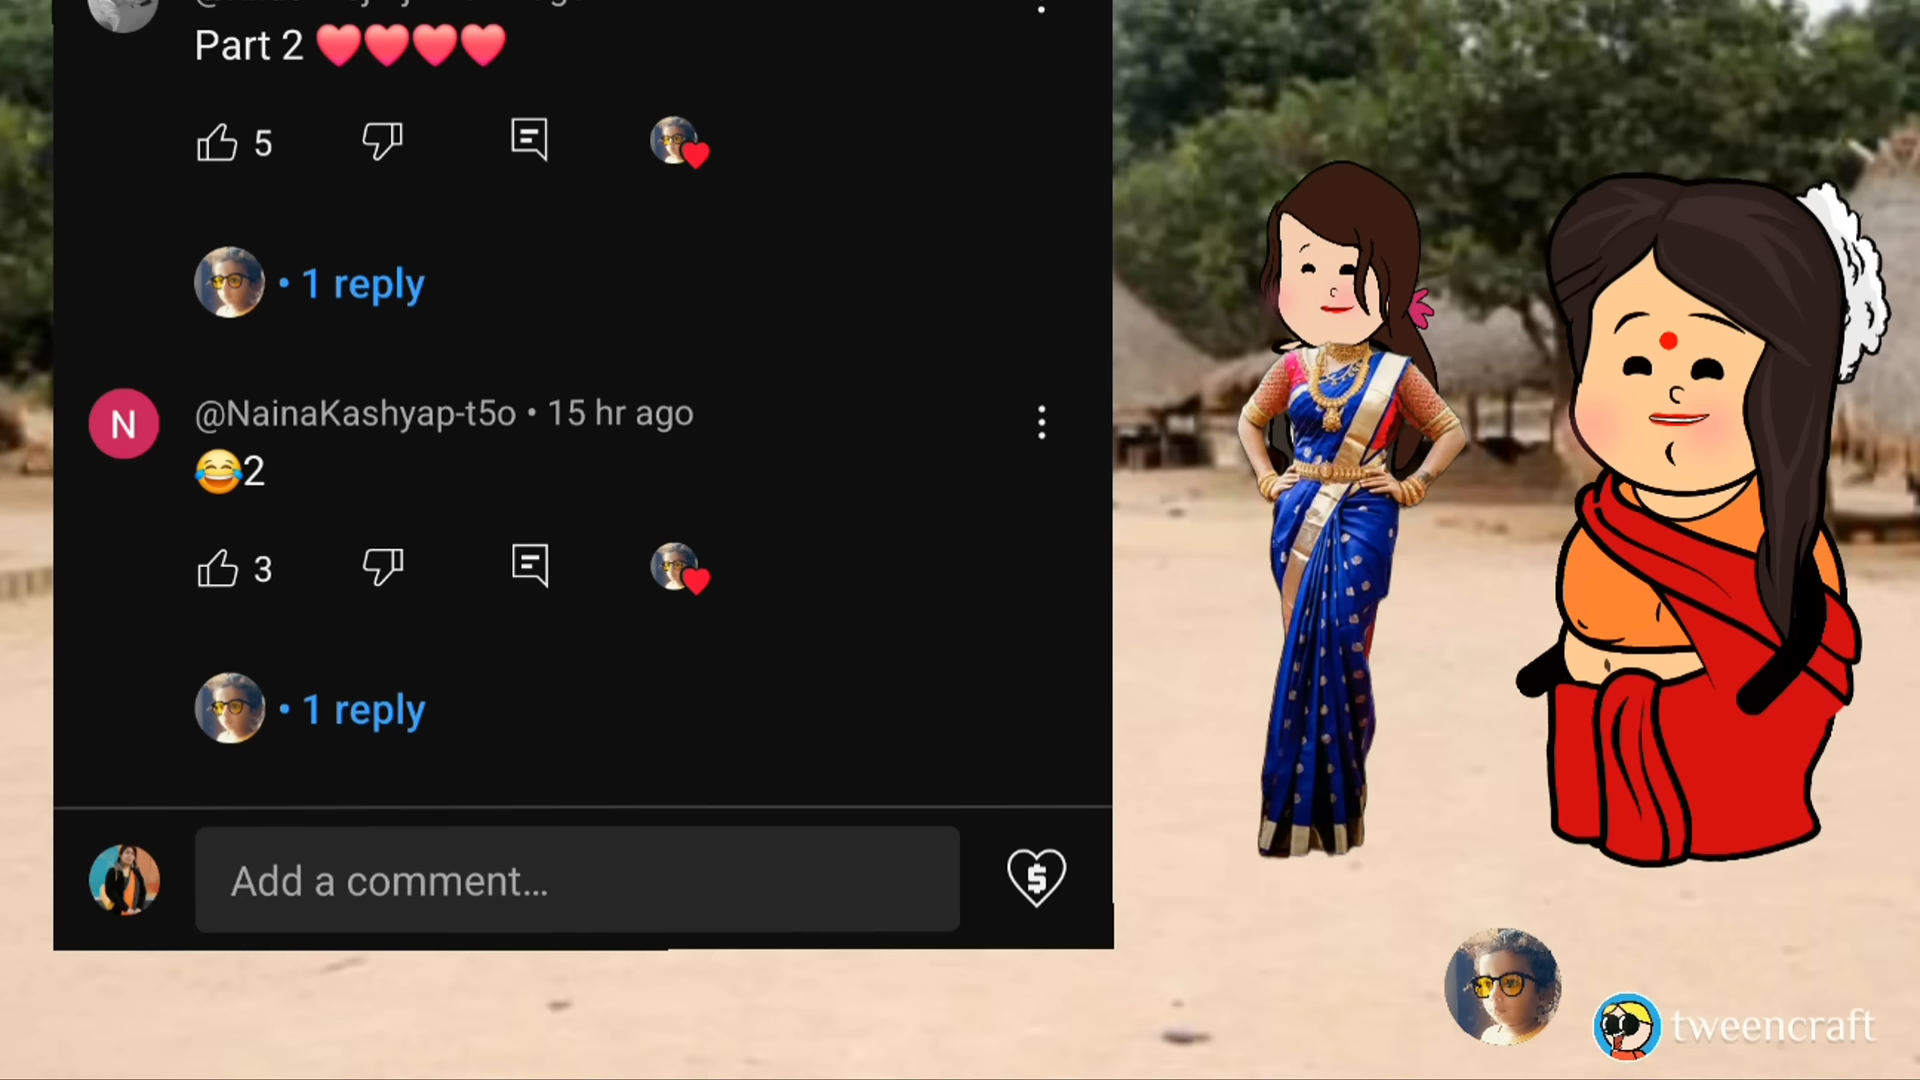 Part 2 ❤️❤️❤️❤️
5
• 1 reply
N
@NainaKashyap-t5o • 15 hr ago
😂2
3
• 1 reply
Add a comment...
$
tweencraft